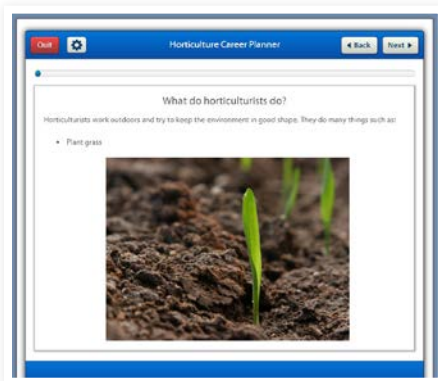 Quit
Horticulture Career Planner
Back
Next
What do horticulturists do?
Horticulturists work outdoors and try to keep the environment in good shape. They do many things such as:
Plant grass